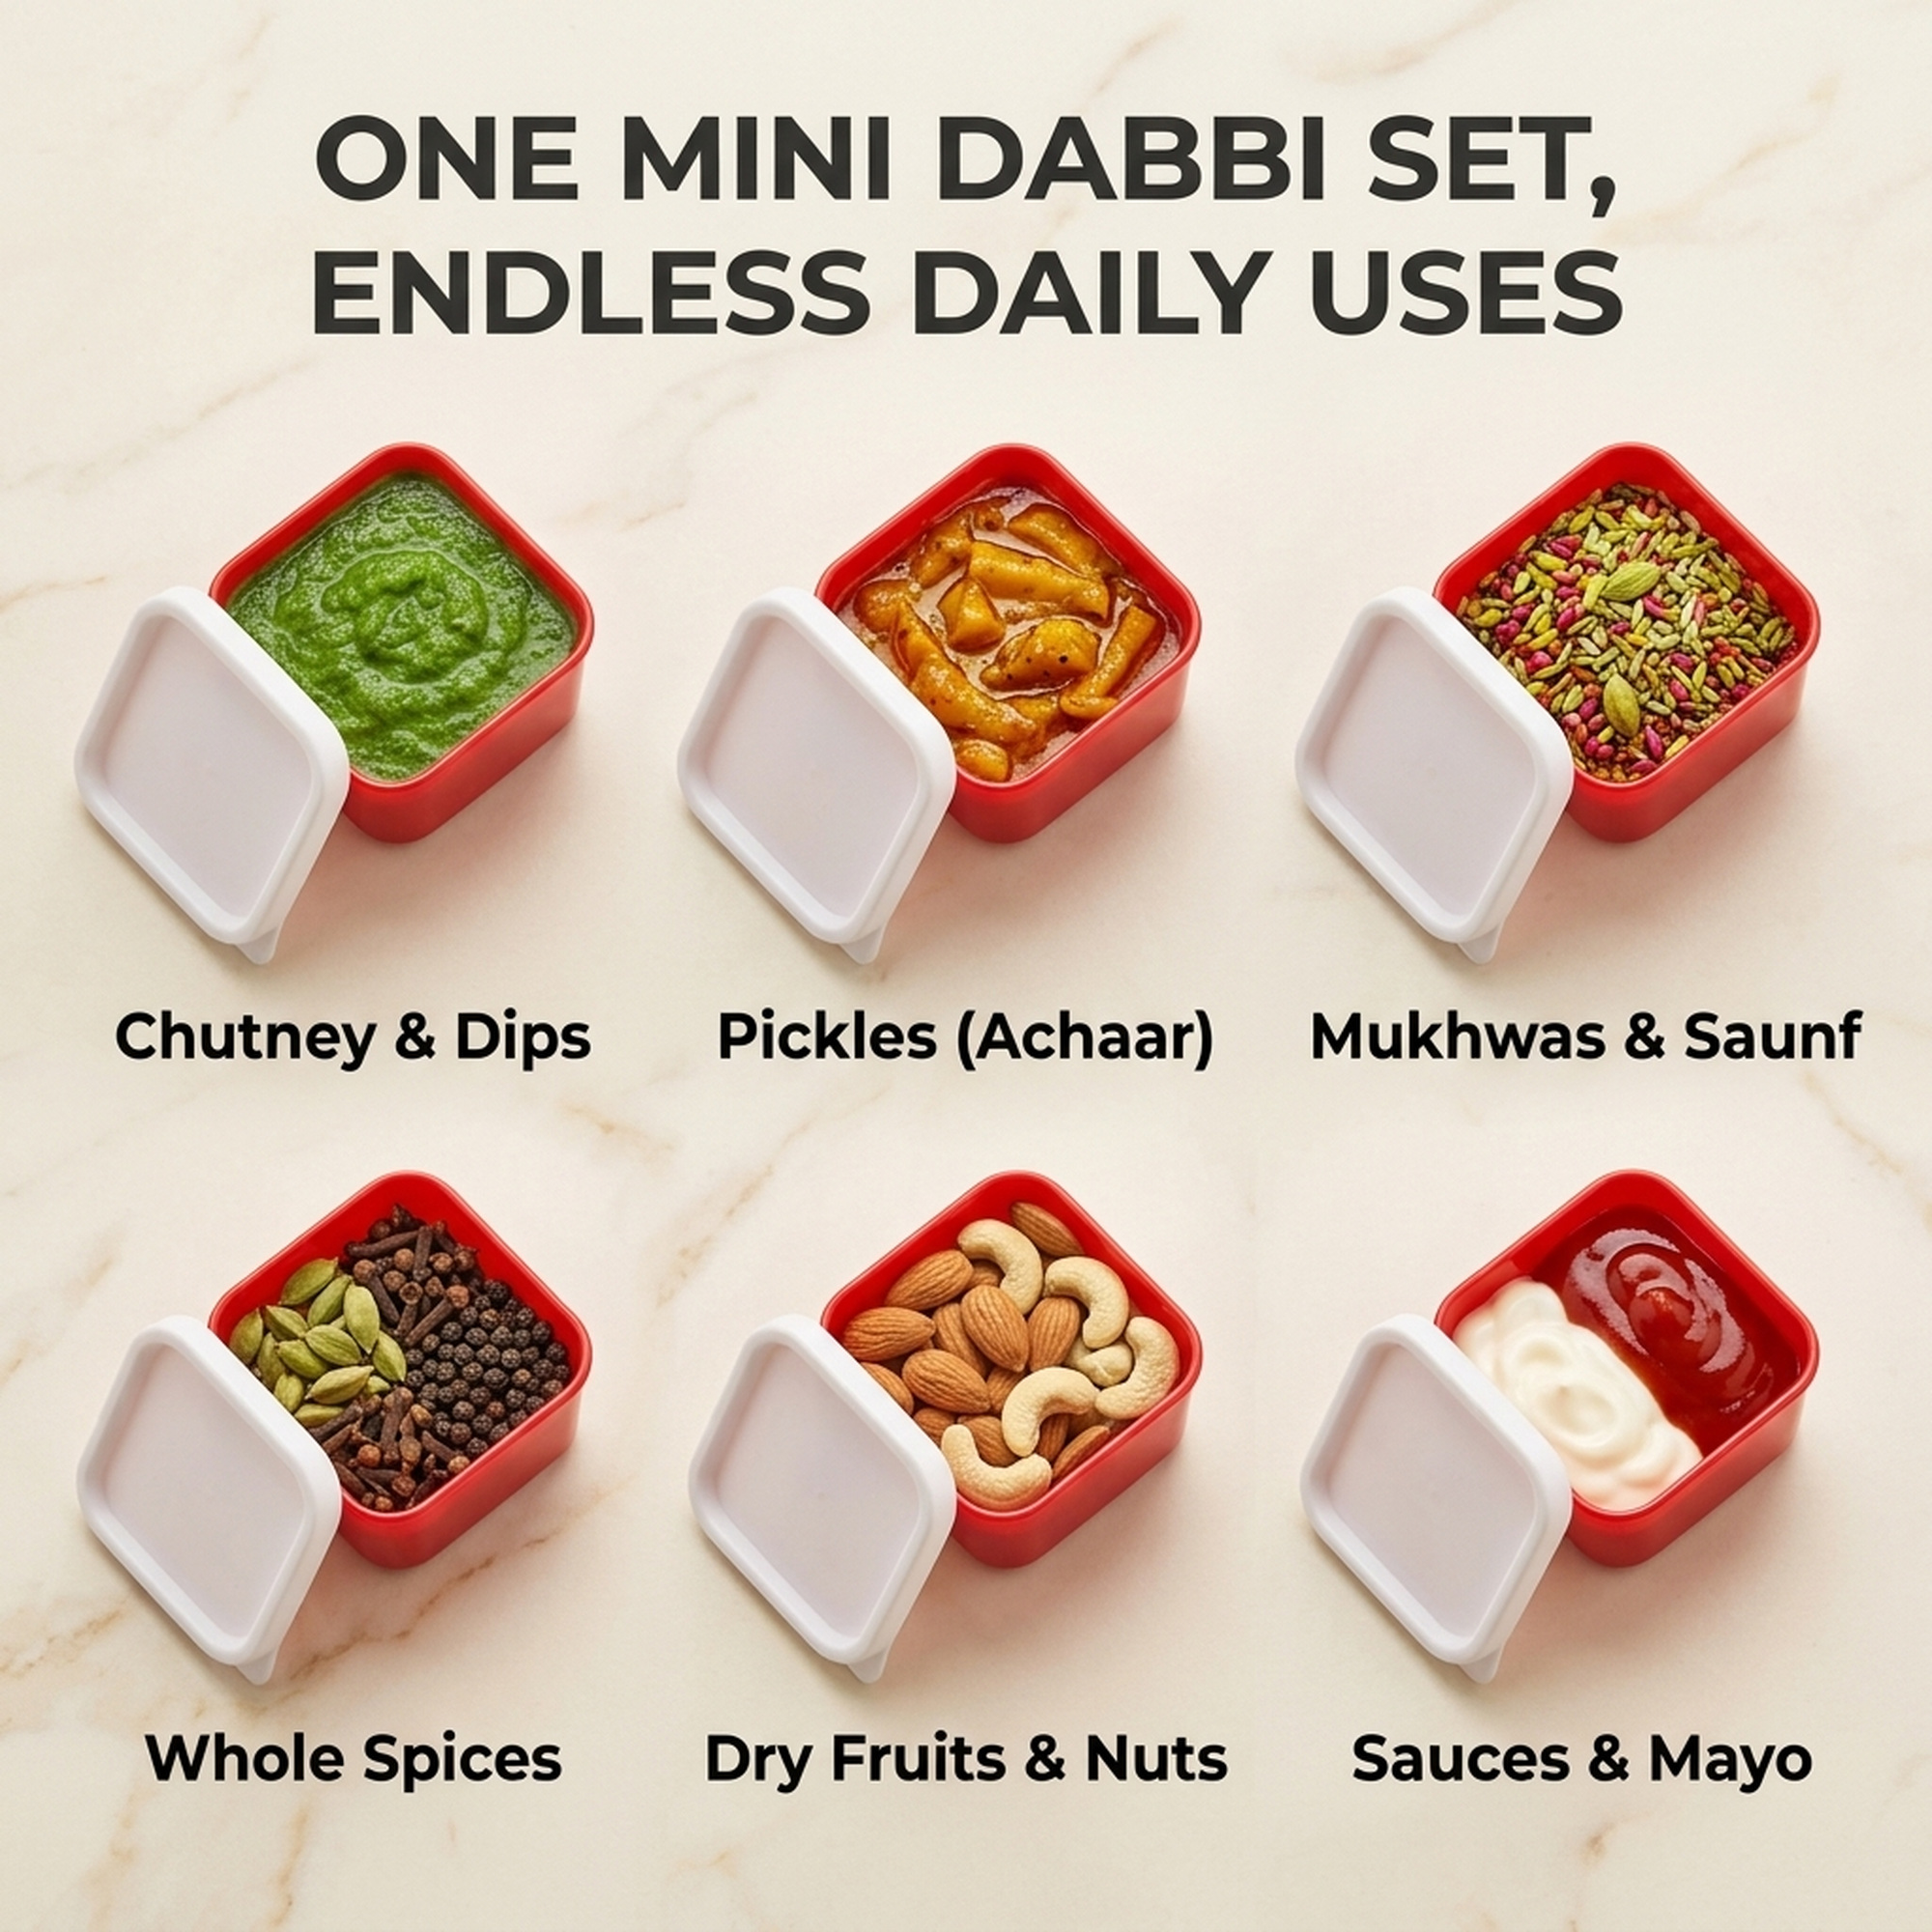 ONE MINI DABBI SET,
ENDLESS DAILY USES
Chutney & Dips
Pickles (Achaar)
Mukhwas & Saunf
Whole Spices
Dry Fruits & Nuts
Sauces & Mayo